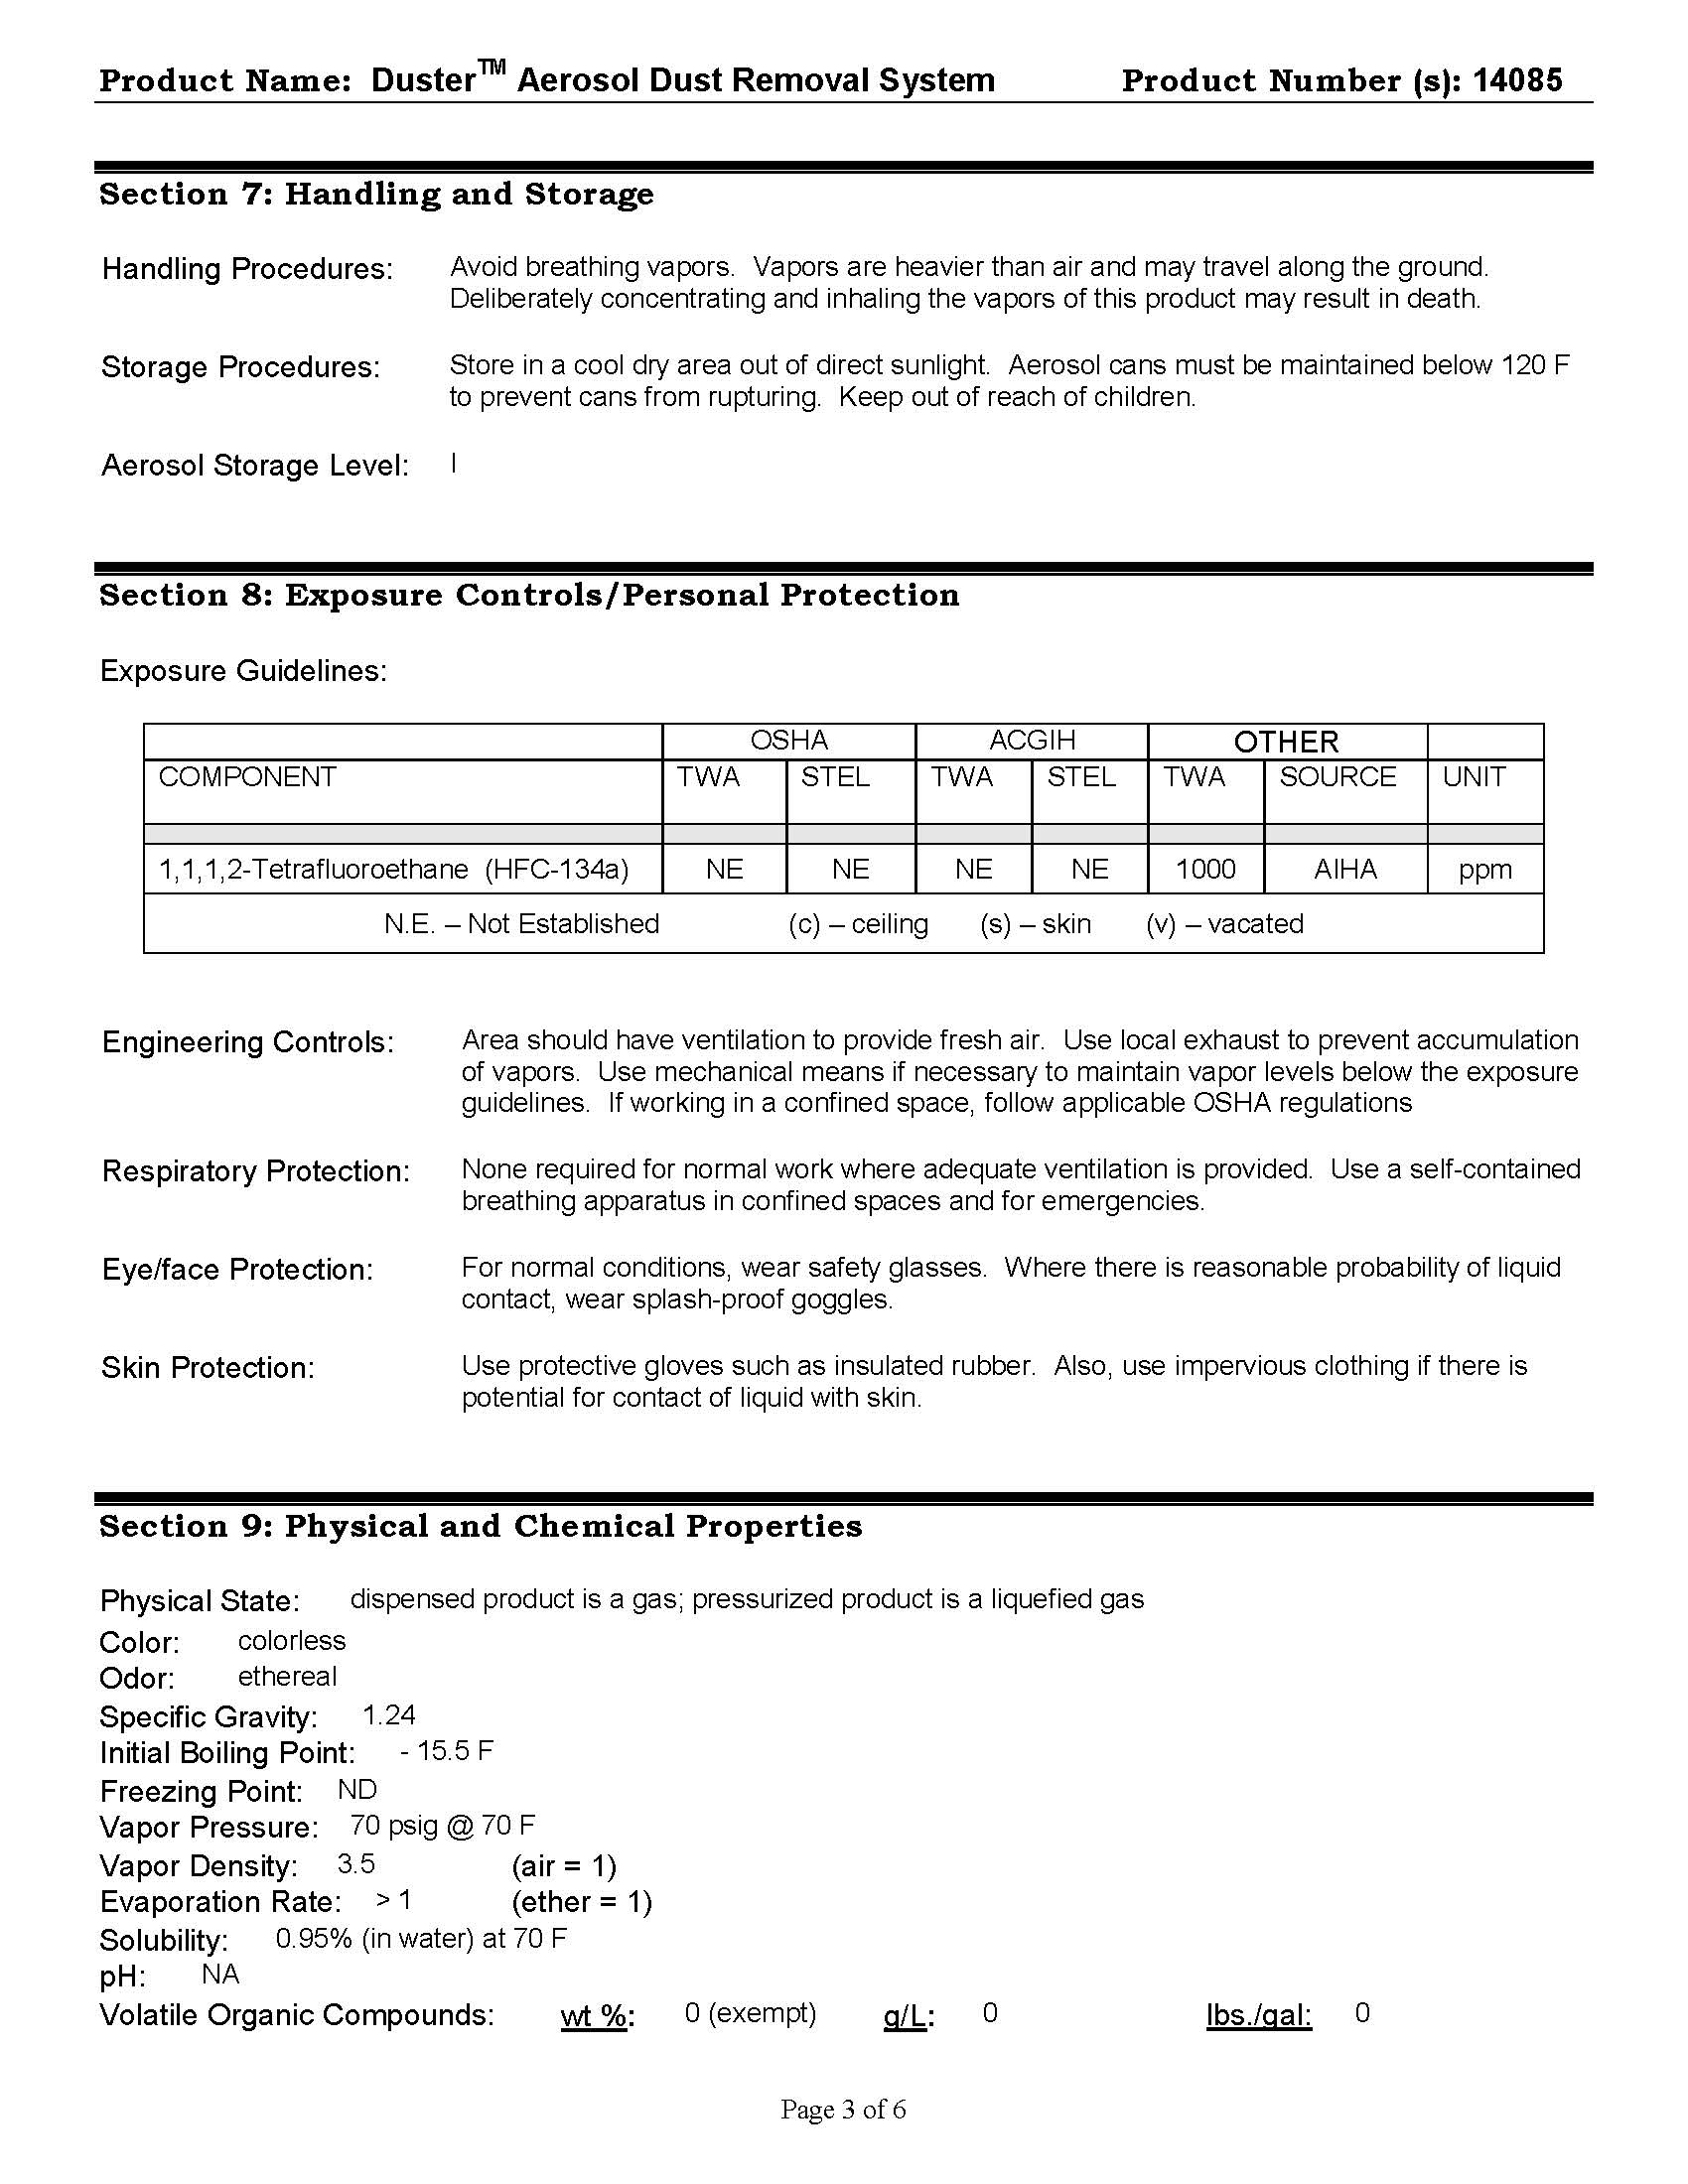 Product Name: Duster™ Aerosol Dust Removal System Product Number (s): 14085
Section 7: Handling and Storage
Handling Procedures: Avoid breathing vapors. Vapors are heavier than air and may travel along the ground.
Deliberately concentrating and inhaling the vapors of this product may result in death.
Storage Procedures: Store in a cool dry area out of direct sunlight. Aerosol cans must be maintained below 120 F
to prevent cans from rupturing. Keep out of reach of children.
Aerosol Storage Level: I
Section 8: Exposure Controls/Personal Protection
Exposure Guidelines:
OSHA ACGIH OTHER
COMPONENT TWA STEL TWA STEL TWA SOURCE UNIT
1,1,1,2-Tetrafluoroethane (HFC-134a) NE NE NE NE 1000 AIHA ppm
N.E. – Not Established (c) – ceiling (s) – skin (v) – vacated
Engineering Controls: Area should have ventilation to provide fresh air. Use local exhaust to prevent accumulation
of vapors. Use mechanical means if necessary to maintain vapor levels below the exposure
guidelines. If working in a confined space, follow applicable OSHA regulations
Respiratory Protection: None required for normal work where adequate ventilation is provided. Use a self-contained
breathing apparatus in confined spaces and for emergencies.
Eye/face Protection: For normal conditions, wear safety glasses. Where there is reasonable probability of liquid
contact, wear splash-proof goggles.
Skin Protection: Use protective gloves such as insulated rubber. Also, use impervious clothing if there is
potential for contact of liquid with skin.
Section 9: Physical and Chemical Properties
Physical State: dispensed product is a gas; pressurized product is a liquefied gas
Color: colorless
Odor: ethereal
Specific Gravity: 1.24
Initial Boiling Point: - 15.5 F
Freezing Point: ND
Vapor Pressure: 70 psig @ 70 F
Vapor Density: 3.5 (air = 1)
Evaporation Rate: > 1 (ether = 1)
Solubility: 0.95% (in water) at 70 F
pH: NA
Volatile Organic Compounds: wt %: 0 (exempt) g/L: 0 lbs./gal: 0
Page 3 of 6